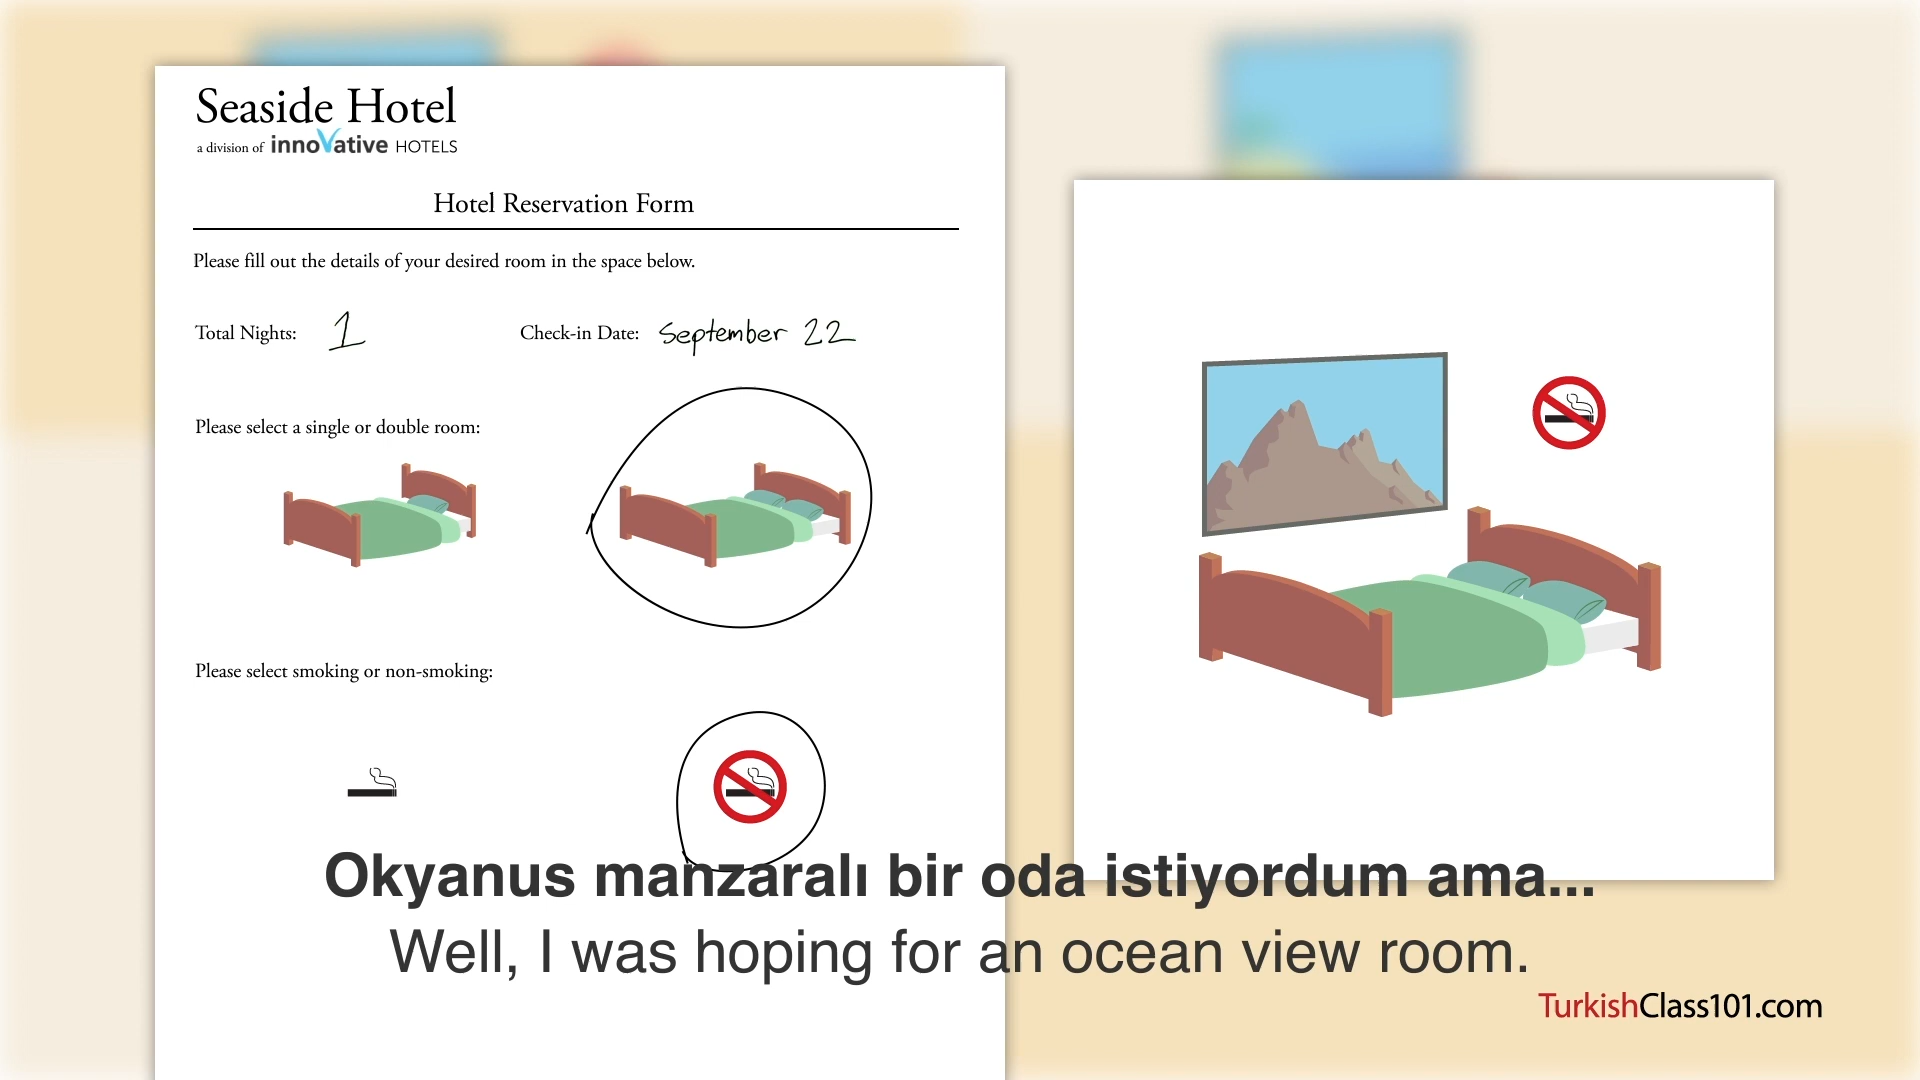 Seaside Hotel
a division of innoVative HOTELS
Hotel Reservation Form
Please fill out the details of your desired room in the space below.
Total Nights: 1 Check-in Date: September 22
Please select a single or double room:
Please select smoking or non-smoking:
Okyanus manzaralı bir oda istiyordum ama...
Well, I was hoping for an ocean view room.
TurkishClass101.com